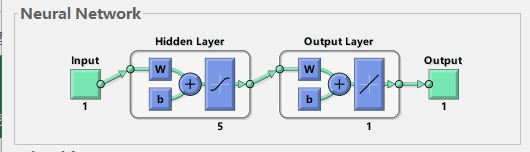 Neural Network
Hidden Layer
Output Layer
Input
Output
W
W
b
b
1
1
5
1